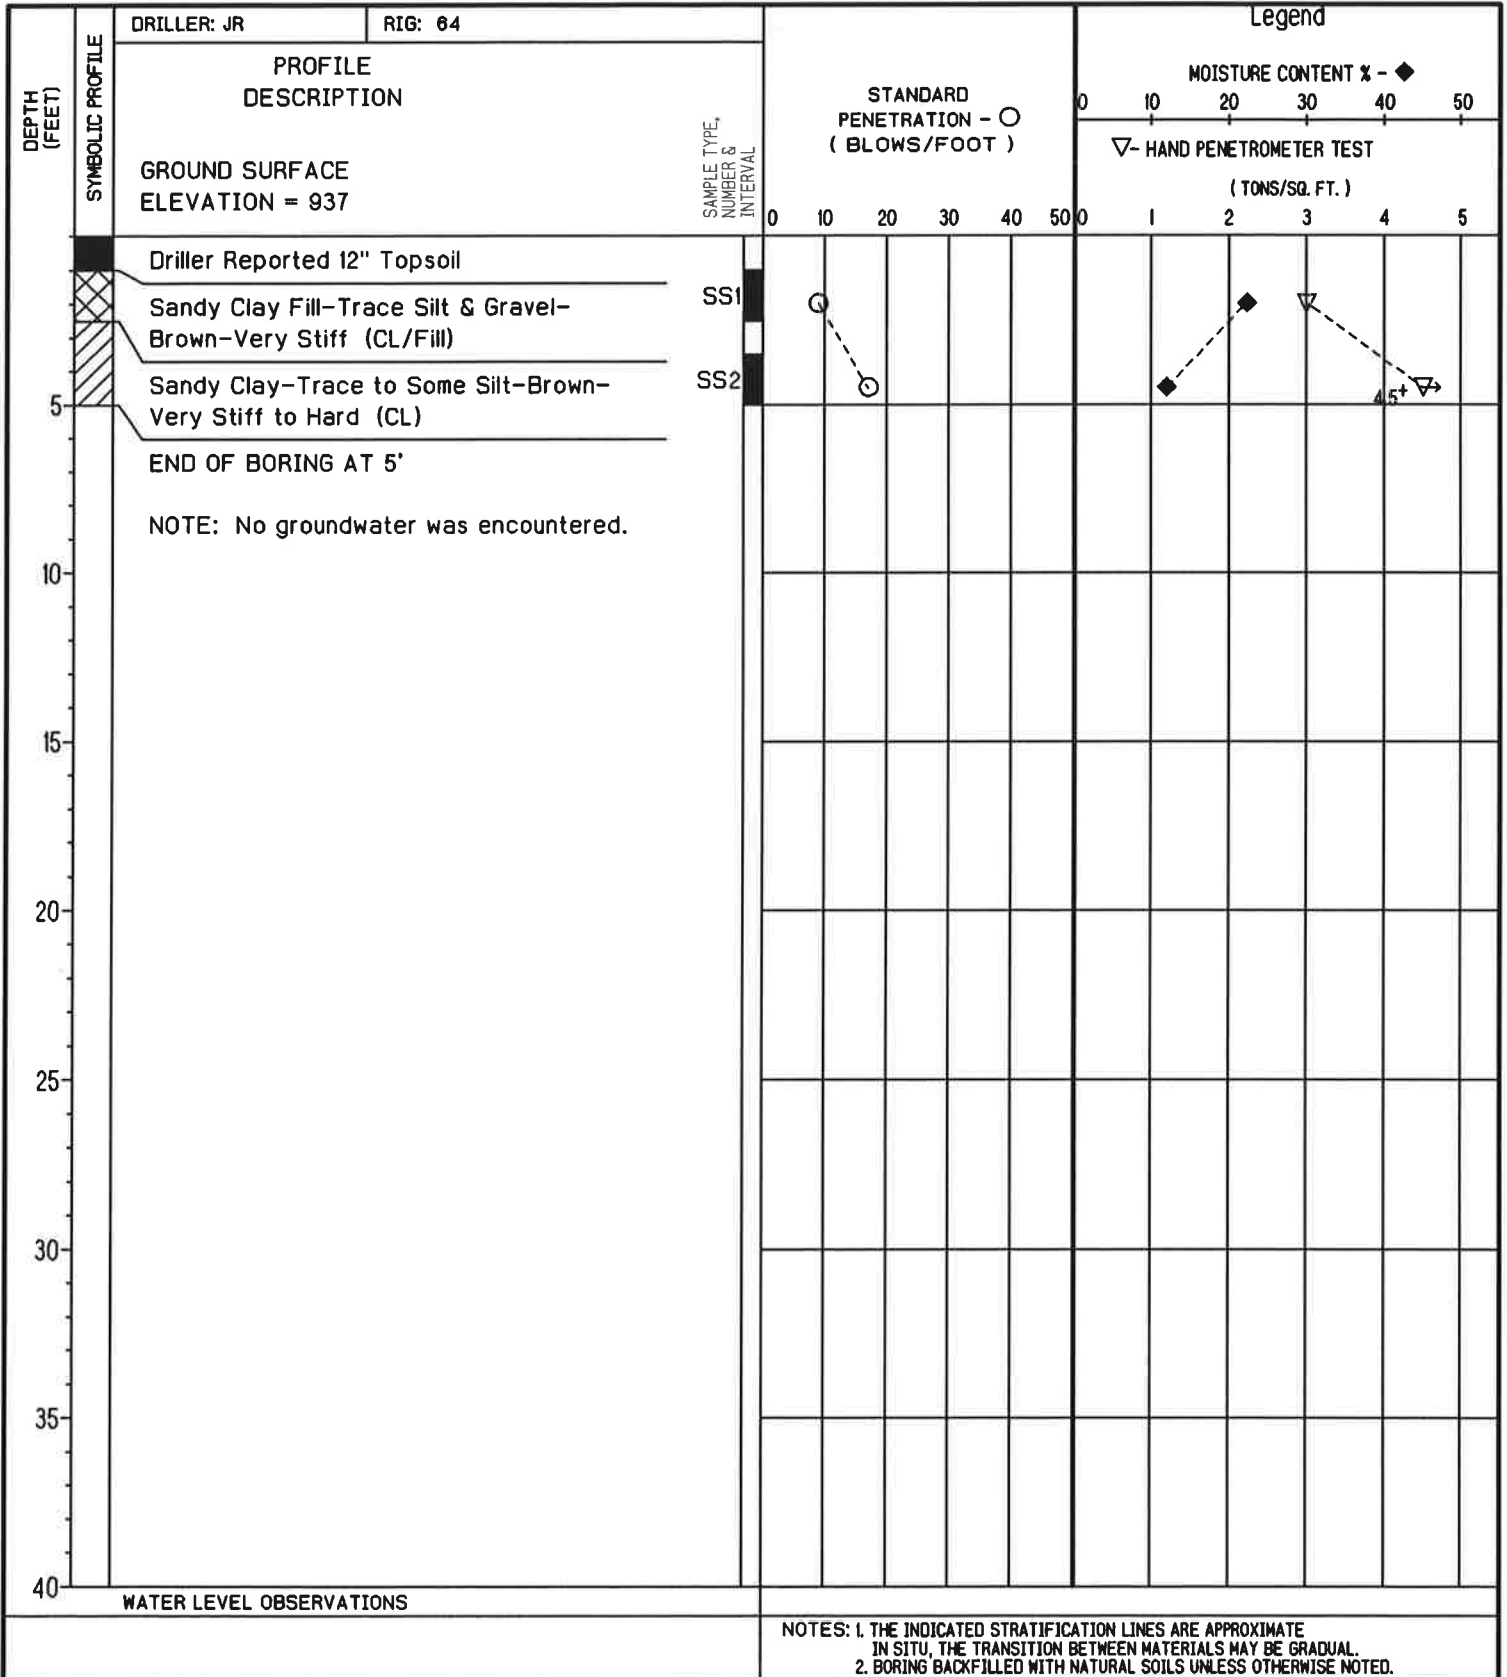 DRILLER: JR
RIG: 64
Legend
DEPTH
(FEET)
SYMBOLIC PROFILE
PROFILE
DESCRIPTION
GROUND SURFACE
ELEVATION = 937
SAMPLE TYPE,
NUMBER &
INTERVAL
STANDARD
PENETRATION - ○
( BLOWS/FOOT )
0 10 20 30 40 50
MOISTURE CONTENT % - ◆
0 10 20 30 40 50
▽- HAND PENETROMETER TEST
( TONS/SQ. FT. )
0 1 2 3 4 5
Driller Reported 12" Topsoil
Sandy Clay Fill-Trace Silt & Gravel-
Brown-Very Stiff (CL/Fill)
SS1
Sandy Clay-Trace to Some Silt-Brown-
Very Stiff to Hard (CL)
SS2
4.5+
5
END OF BORING AT 5'
NOTE: No groundwater was encountered.
10
15
20
25
30
35
40
WATER LEVEL OBSERVATIONS
NOTES: 1. THE INDICATED STRATIFICATION LINES ARE APPROXIMATE
IN SITU, THE TRANSITION BETWEEN MATERIALS MAY BE GRADUAL.
2. BORING BACKFILLED WITH NATURAL SOILS UNLESS OTHERWISE NOTED.